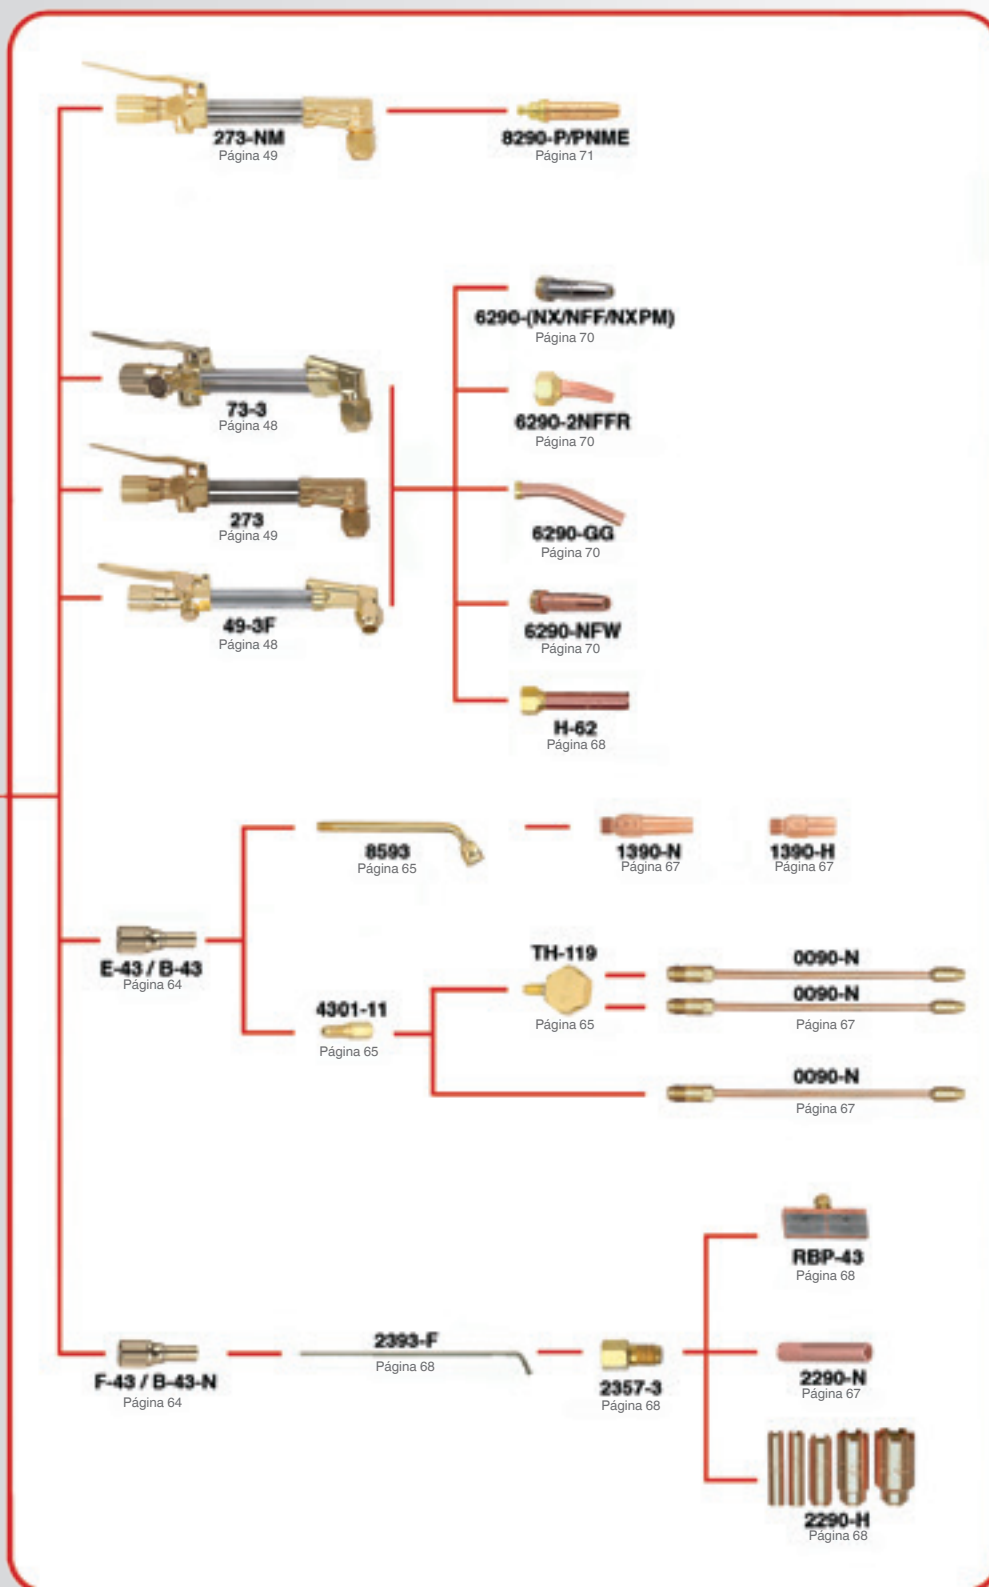 273-NM
Página 49
8290-P/PNME
Página 71
6290-(NX/NFF/NXPM)
Página 70
73-3
Página 48
6290-2NFFR
Página 70
273
Página 49
6290-GG
Página 70
49-3F
Página 48
6290-NFW
Página 70
H-62
Página 68
8593
Página 65
1390-N
Página 67
1390-H
Página 67
E-43 / B-43
Página 64
TH-119
Página 65
0090-N
0090-N
Página 67
4301-11
Página 65
0090-N
Página 67
RBP-43
Página 68
F-43 / B-43-N
Página 64
2393-F
Página 68
2357-3
Página 68
2290-N
Página 67
2290-H
Página 68